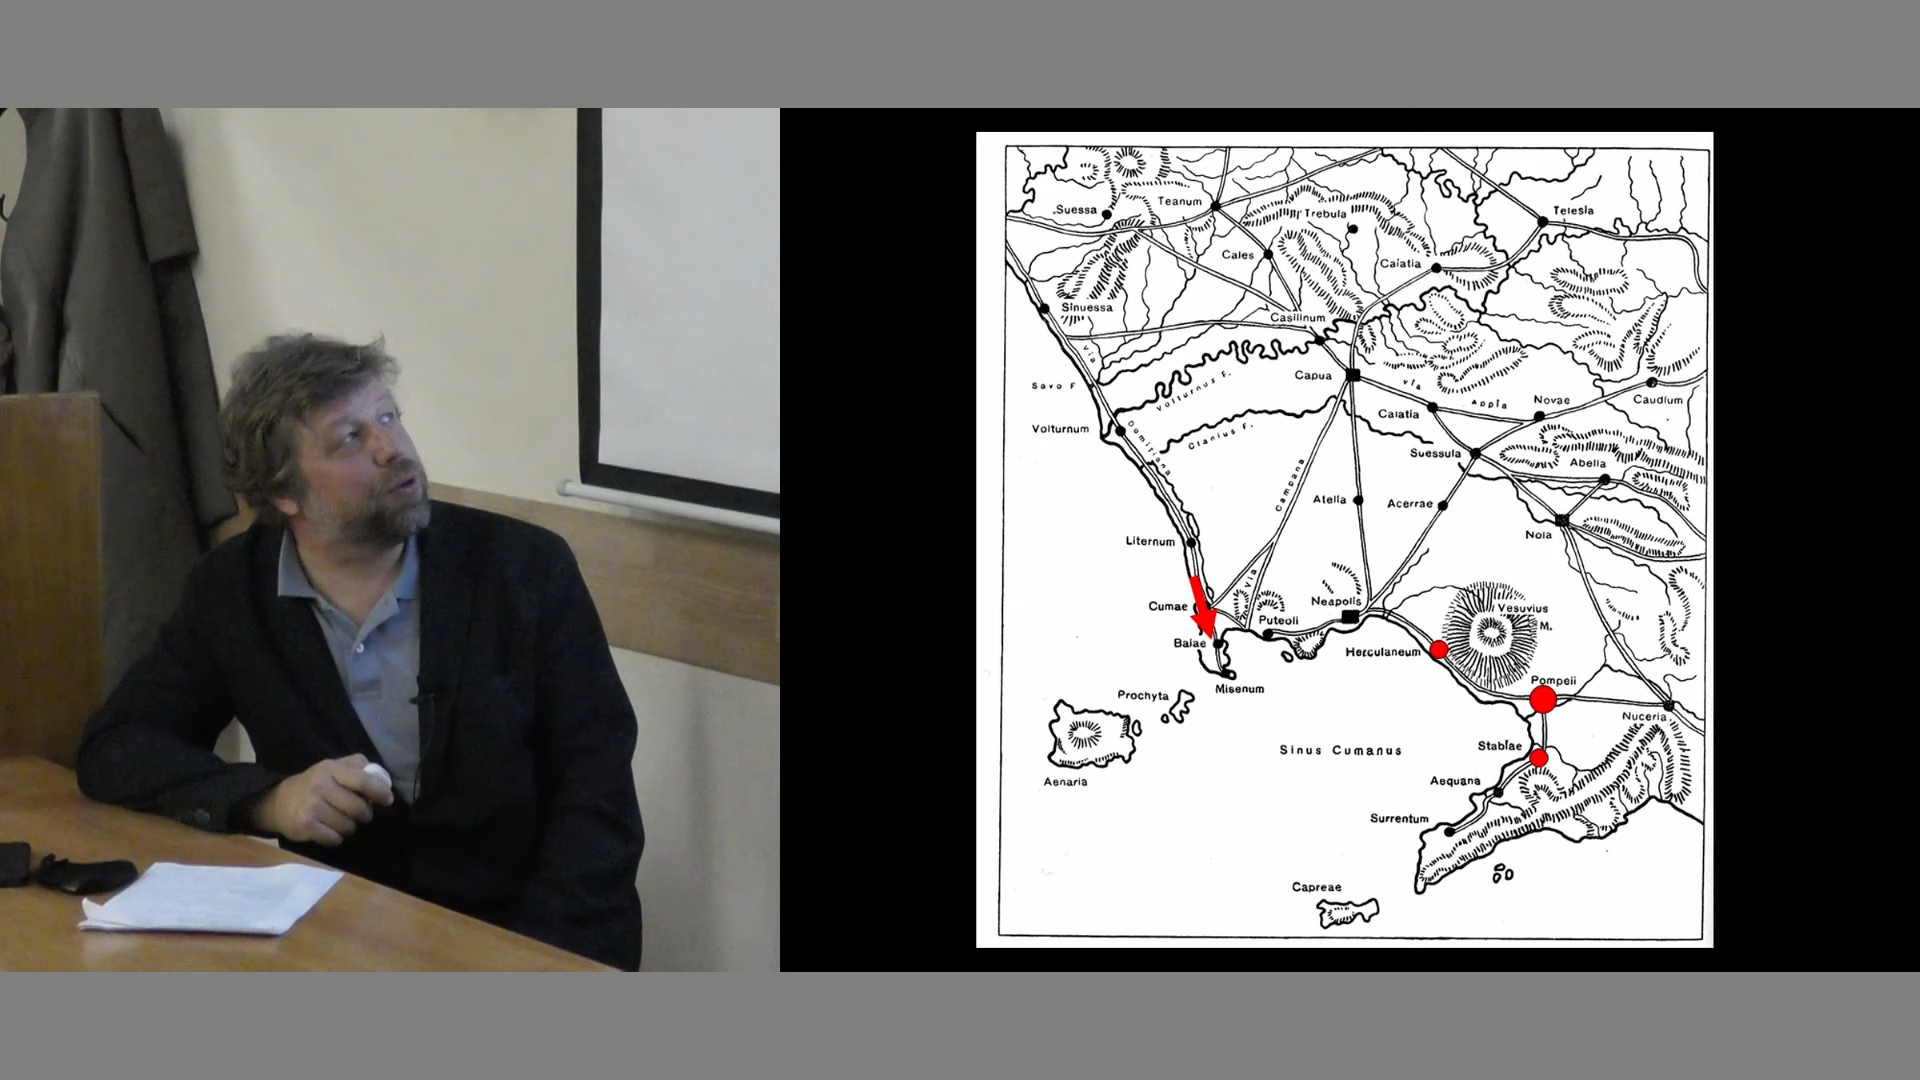 Suessa
Teanum
Trebula
Telesia
Cales
Caiatia
Sinuessa
Casilinum
via
Savo F
Volturnus F.
Capua
via
Appia
Novae
Caudium
Calatia
Volturnum
Domitiana
Clanius F.
Suessula
Abella
Campana
Atella
Acerrae
Nola
Liternum
Via
Cumae
Neapolis
Vesuvius
M.
Puteoli
Baiae
Herculaneum
Misenum
Pompeii
Prochyta
Nuceria
Sinus Cumanus
Stabiae
Aenaria
Aequana
Surrentum
Capreae